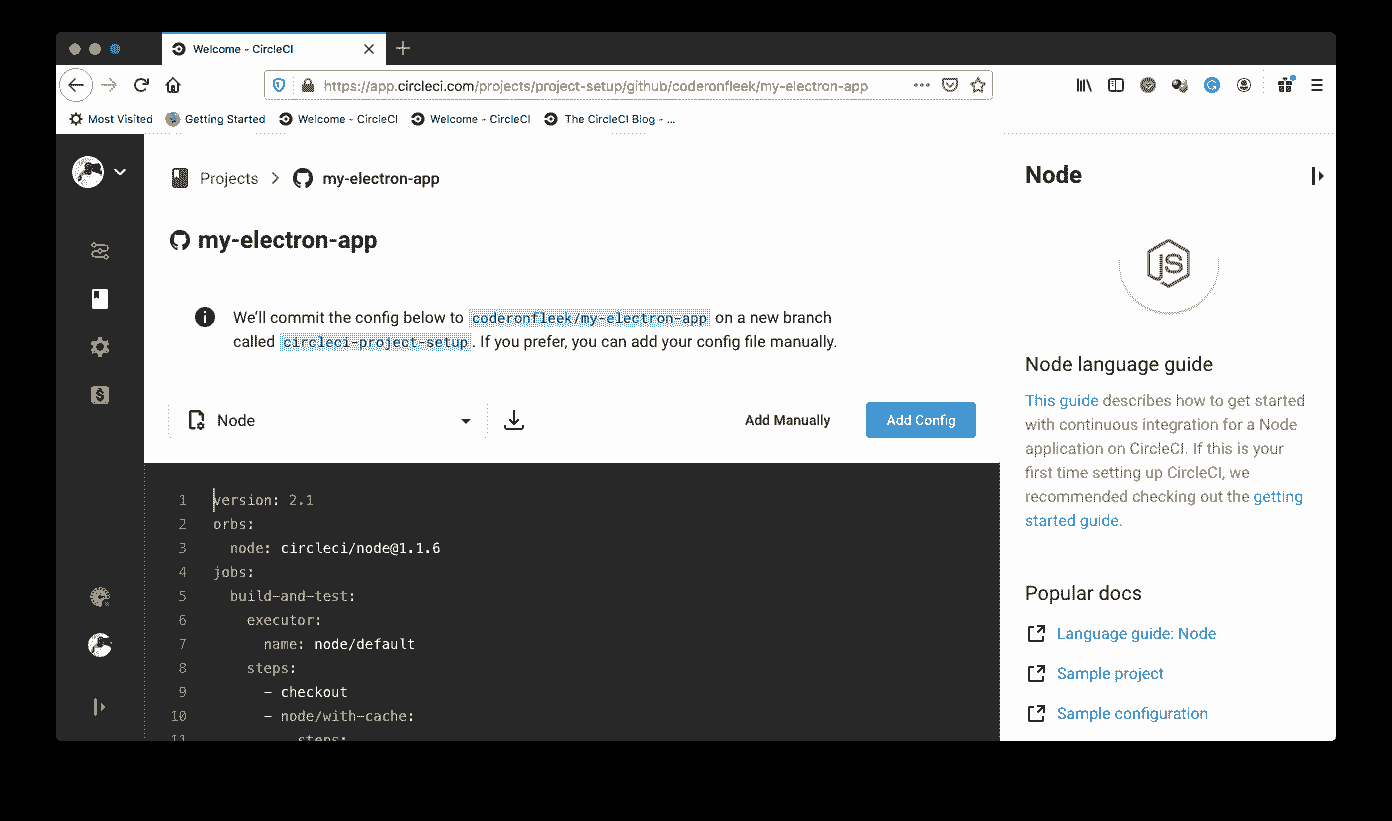 Welcome - CircleCI
https://app.circleci.com/projects/project-setup/github/coderonfleek/my-electron-app
Most Visited Getting Started Welcome - CircleCI Welcome - CircleCI The CircleCI Blog - ...
Projects my-electron-app
my-electron-app
We'll commit the config below to coderonfleek/my-electron-app on a new branch
called circleci-project-setup. If you prefer, you can add your config file manually.
Node Add Manually Add Config
1 version: 2.1
2 orbs:
3 node: circleci/node@1.1.6
4 jobs:
5 build-and-test:
6 executor:
7 name: node/default
8 steps:
9 - checkout
10 - node/with-cache:
11 steps:
Node
JS
Node language guide
This guide describes how to get started
with continuous integration for a Node
application on CircleCI. If this is your
first time setting up CircleCI, we
recommended checking out the getting
started guide.
Popular docs
Language guide: Node
Sample project
Sample configuration